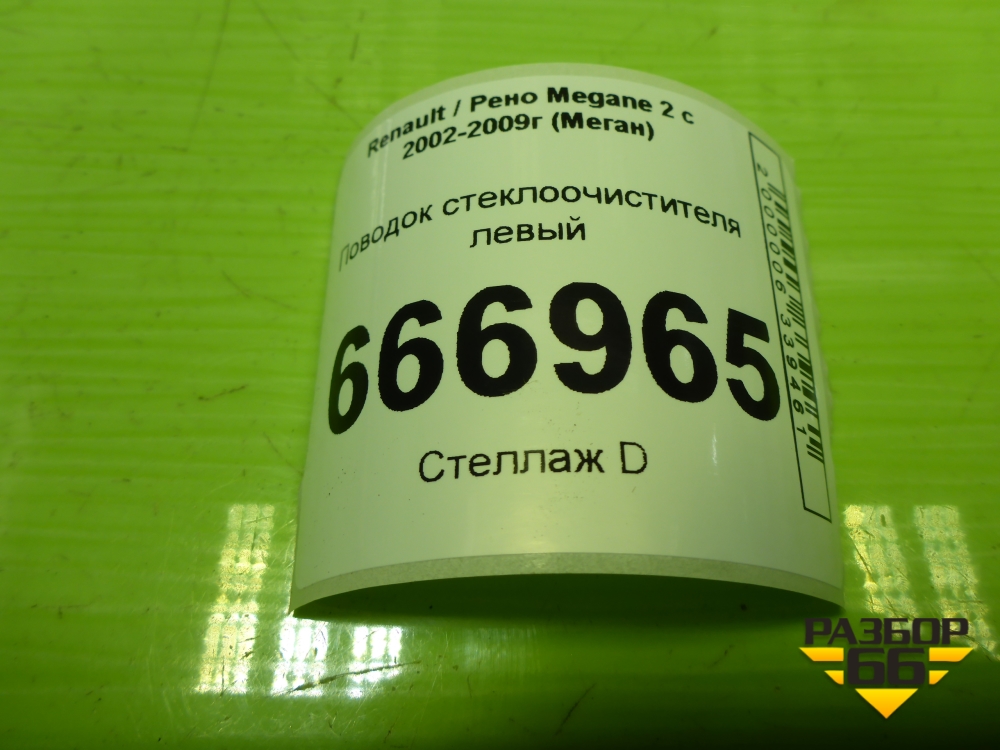 Renault / Рено Megane 2 с
2002-2009г (Меган)
Поводок стеклоочистителя
левый
666965
Стеллаж D
2000006339461
РАЗБОР
66